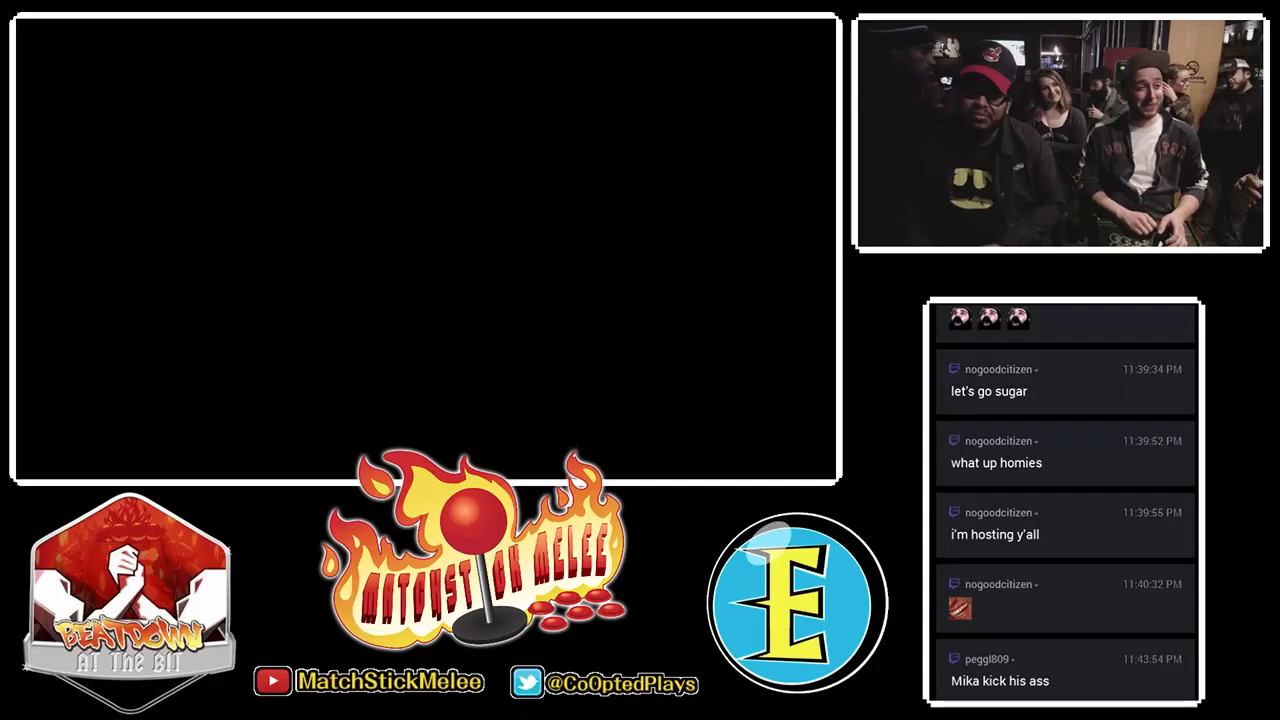 nogoodcitizen
11:39:34 PM
let's go sugar
nogoodcitizen
11:39:52 PM
what up homies
nogoodcitizen
11:39:55 PM
i'm hosting y'all
nogoodcitizen
11:40:32 PM
peggl809
11:43:54 PM
Mika kick his ass
BEATDOWN
AT THE BIT
MATCHSTICK MELEE
E
MatchStickMelee
@CoOptedPlays